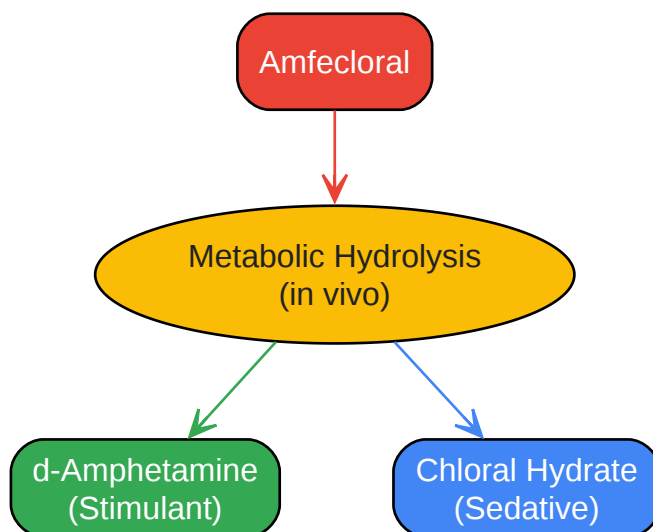 Amfecloral
Metabolic Hydrolysis
(in vivo)
d-Amphetamine
(Stimulant)
Chloral Hydrate
(Sedative)